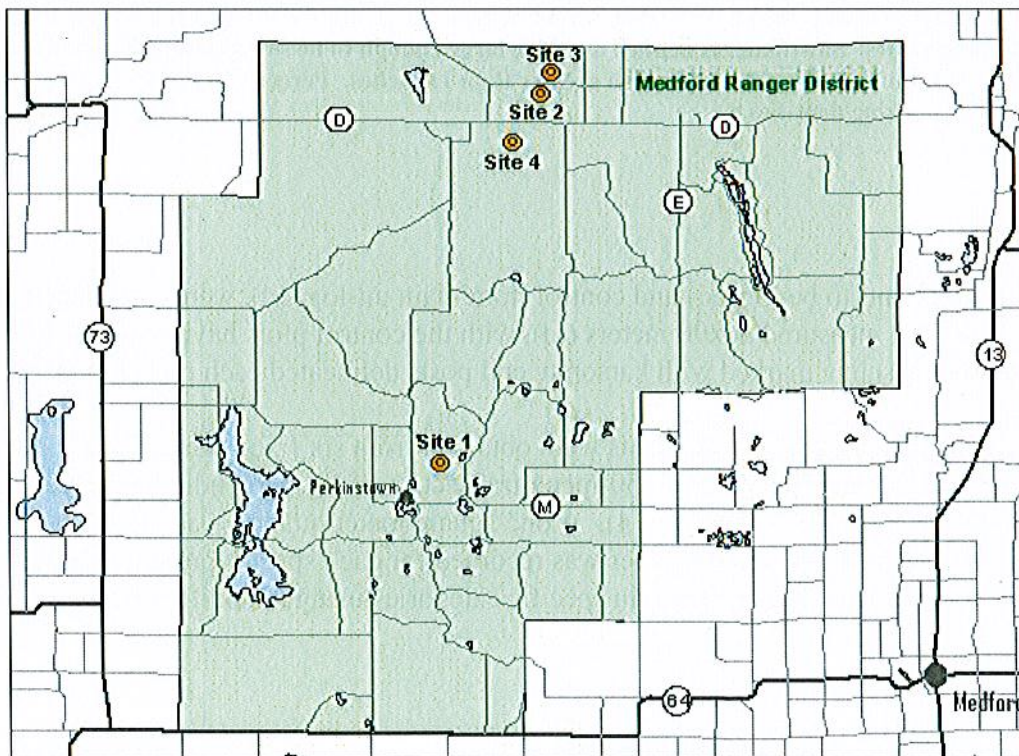 Site 3
Medford Ranger District
Site 2
D
D
Site 4
E
73
13
Site 1
Perkinstown
M
64
Medford